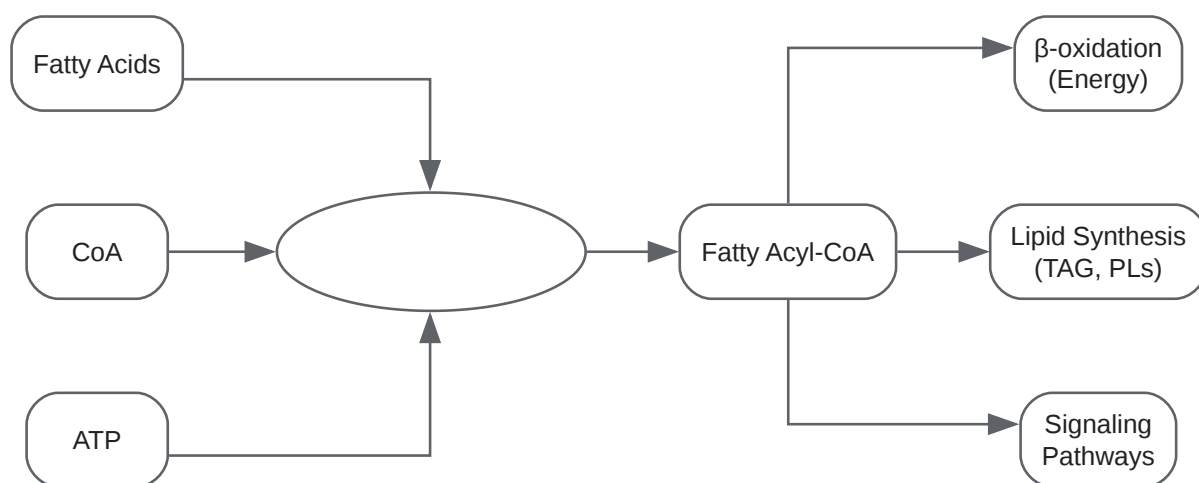 Fatty Acids
CoA
ATP
Fatty Acyl-CoA
β-oxidation
(Energy)
Lipid Synthesis
(TAG, PLs)
Signaling
Pathways